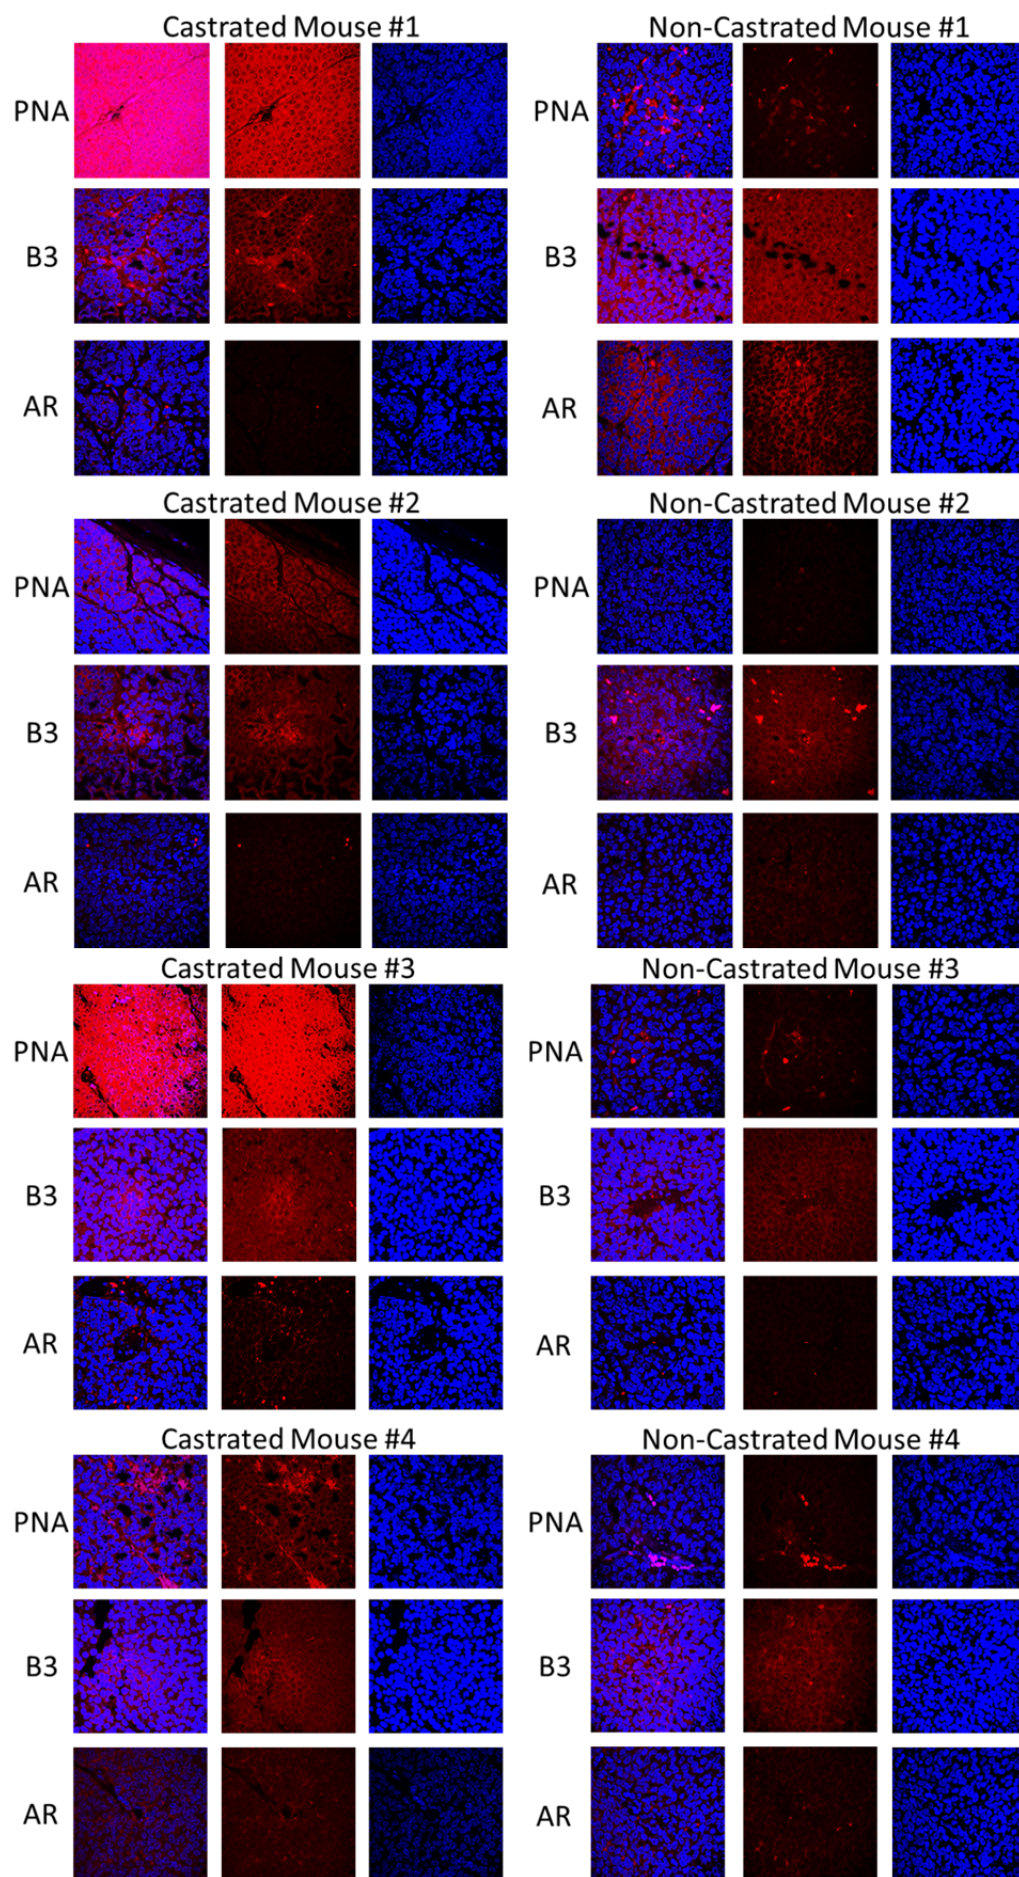 Castrated Mouse #1
Non-Castrated Mouse #1
PNA
PNA
B3
B3
AR
AR
Castrated Mouse #2
Non-Castrated Mouse #2
PNA
PNA
B3
B3
AR
AR
Castrated Mouse #3
Non-Castrated Mouse #3
PNA
PNA
B3
B3
AR
AR
Castrated Mouse #4
Non-Castrated Mouse #4
PNA
PNA
B3
B3
AR
AR